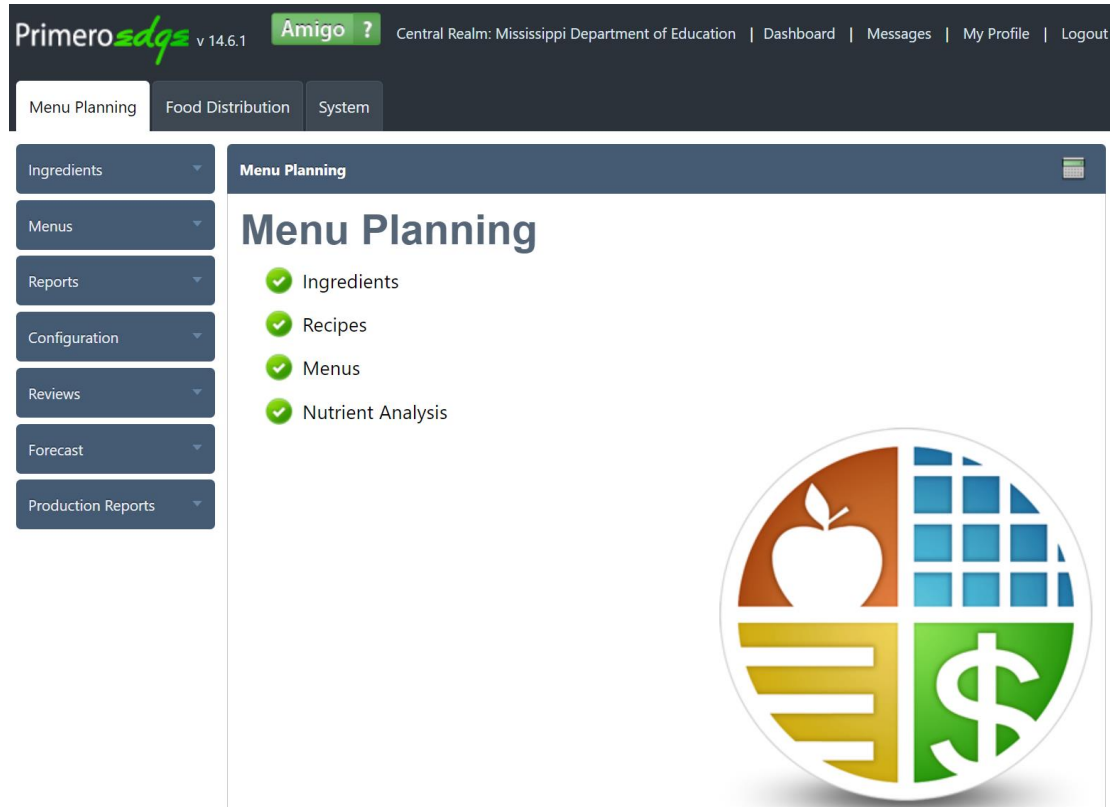 Primeroedge v 14.6.1 Amigo ? Central Realm: Mississippi Department of Education | Dashboard | Messages | My Profile | Logout
Menu Planning Food Distribution System
Ingredients
Menus
Reports
Configuration
Reviews
Forecast
Production Reports
Menu Planning
Menu Planning
Ingredients
Recipes
Menus
Nutrient Analysis
$